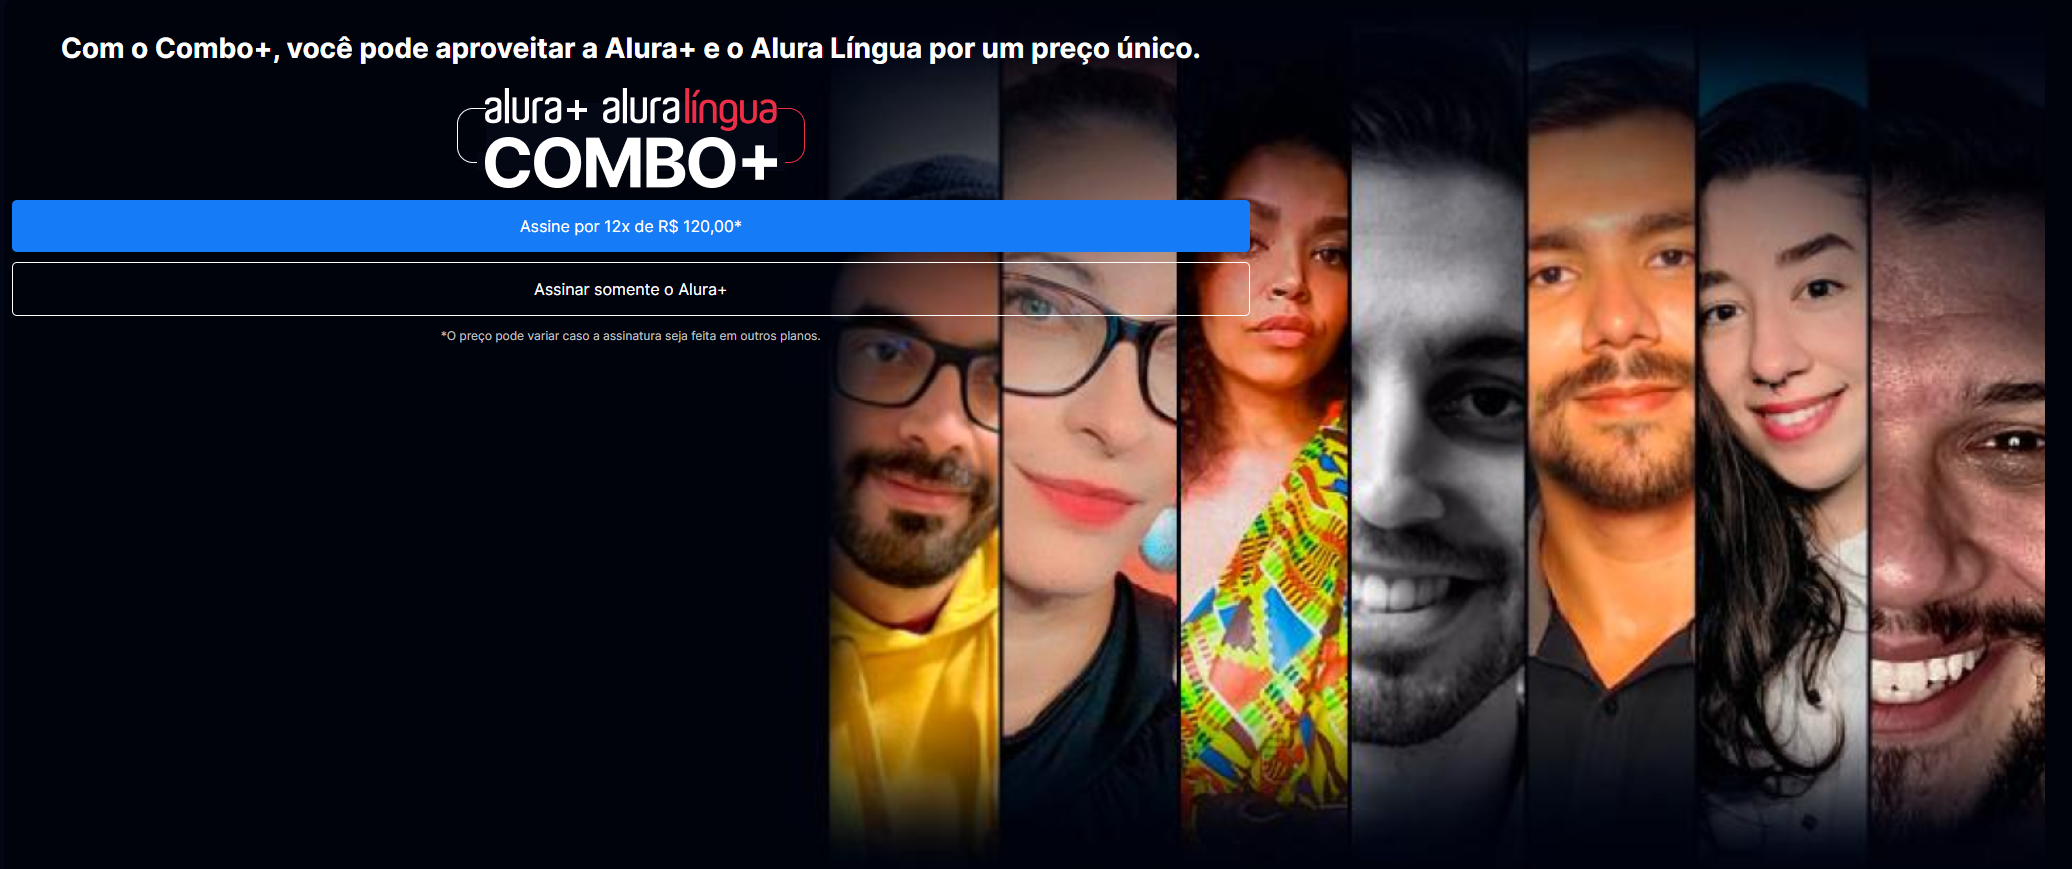 Com o Combo+, você pode aproveitar a Alura+ e o Alura Língua por um preço único.
alura+ aluralíngua
COMBO+
Assine por 12x de R$ 120,00*
Assinar somente o Alura+
*O preço pode variar caso a assinatura seja feita em outros planos.